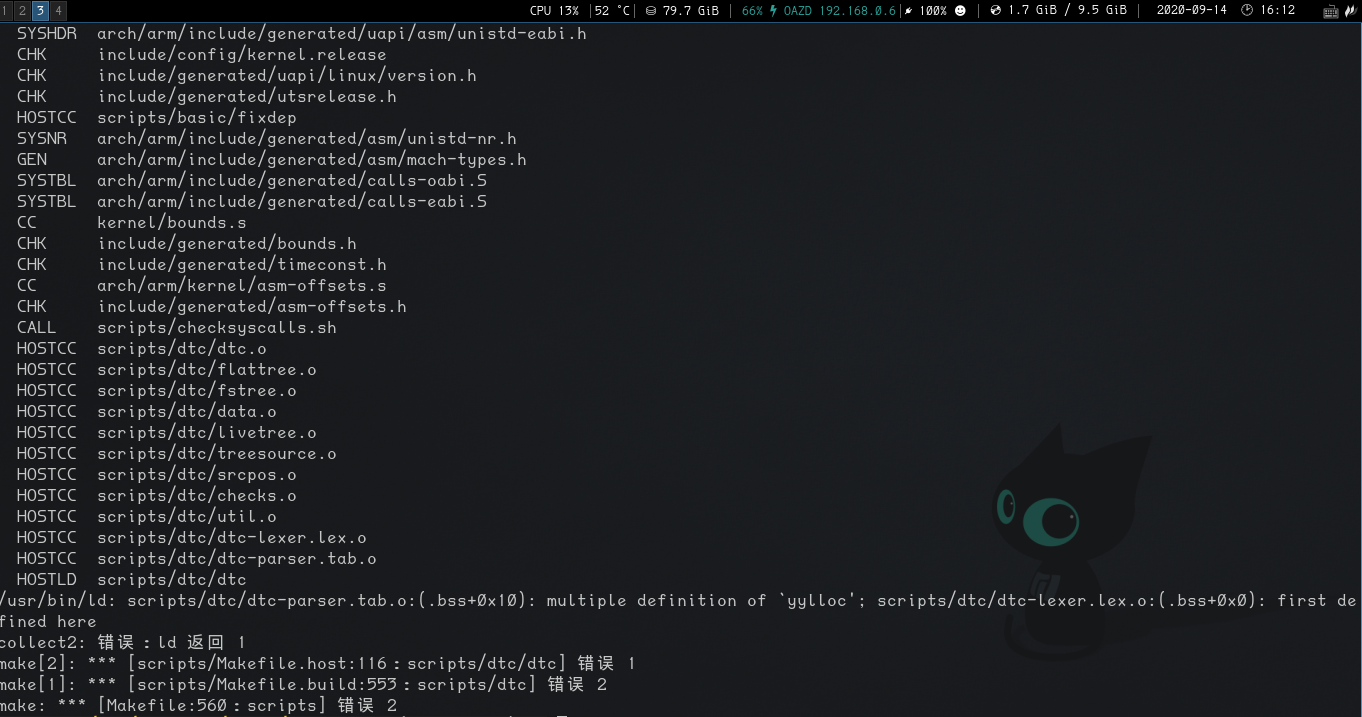 1 2 3 4 CPU 13% | 52 °C | 79.7 GiB | 66% OAZD 192.168.0.6 | 100% | 1.7 GiB / 9.5 GiB | 2020-09-14 16:12
SYSHDR arch/arm/include/generated/uapi/asm/unistd-eabi.h
CHK include/config/kernel.release
CHK include/generated/uapi/linux/version.h
CHK include/generated/utsrelease.h
HOSTCC scripts/basic/fixdep
SYSNR arch/arm/include/generated/asm/unistd-nr.h
GEN arch/arm/include/generated/asm/mach-types.h
SYSTBL arch/arm/include/generated/calls-oabi.S
SYSTBL arch/arm/include/generated/calls-eabi.S
CC kernel/bounds.s
CHK include/generated/bounds.h
CHK include/generated/timeconst.h
CC arch/arm/kernel/asm-offsets.s
CHK include/generated/asm-offsets.h
CALL scripts/checksyscalls.sh
HOSTCC scripts/dtc/dtc.o
HOSTCC scripts/dtc/flattree.o
HOSTCC scripts/dtc/fstree.o
HOSTCC scripts/dtc/data.o
HOSTCC scripts/dtc/livetree.o
HOSTCC scripts/dtc/treesource.o
HOSTCC scripts/dtc/srcpos.o
HOSTCC scripts/dtc/checks.o
HOSTCC scripts/dtc/util.o
HOSTCC scripts/dtc/dtc-lexer.lex.o
HOSTCC scripts/dtc/dtc-parser.tab.o
HOSTLD scripts/dtc/dtc
/usr/bin/ld: scripts/dtc/dtc-parser.tab.o:(.bss+0x10): multiple definition of `yylloc'; scripts/dtc/dtc-lexer.lex.o:(.bss+0x0): first de
fined here
collect2: 错误：ld 返回 1
make[2]: *** [scripts/Makefile.host:116：scripts/dtc/dtc] 错误 1
make[1]: *** [scripts/Makefile.build:553：scripts/dtc] 错误 2
make: *** [Makefile:560：scripts] 错误 2